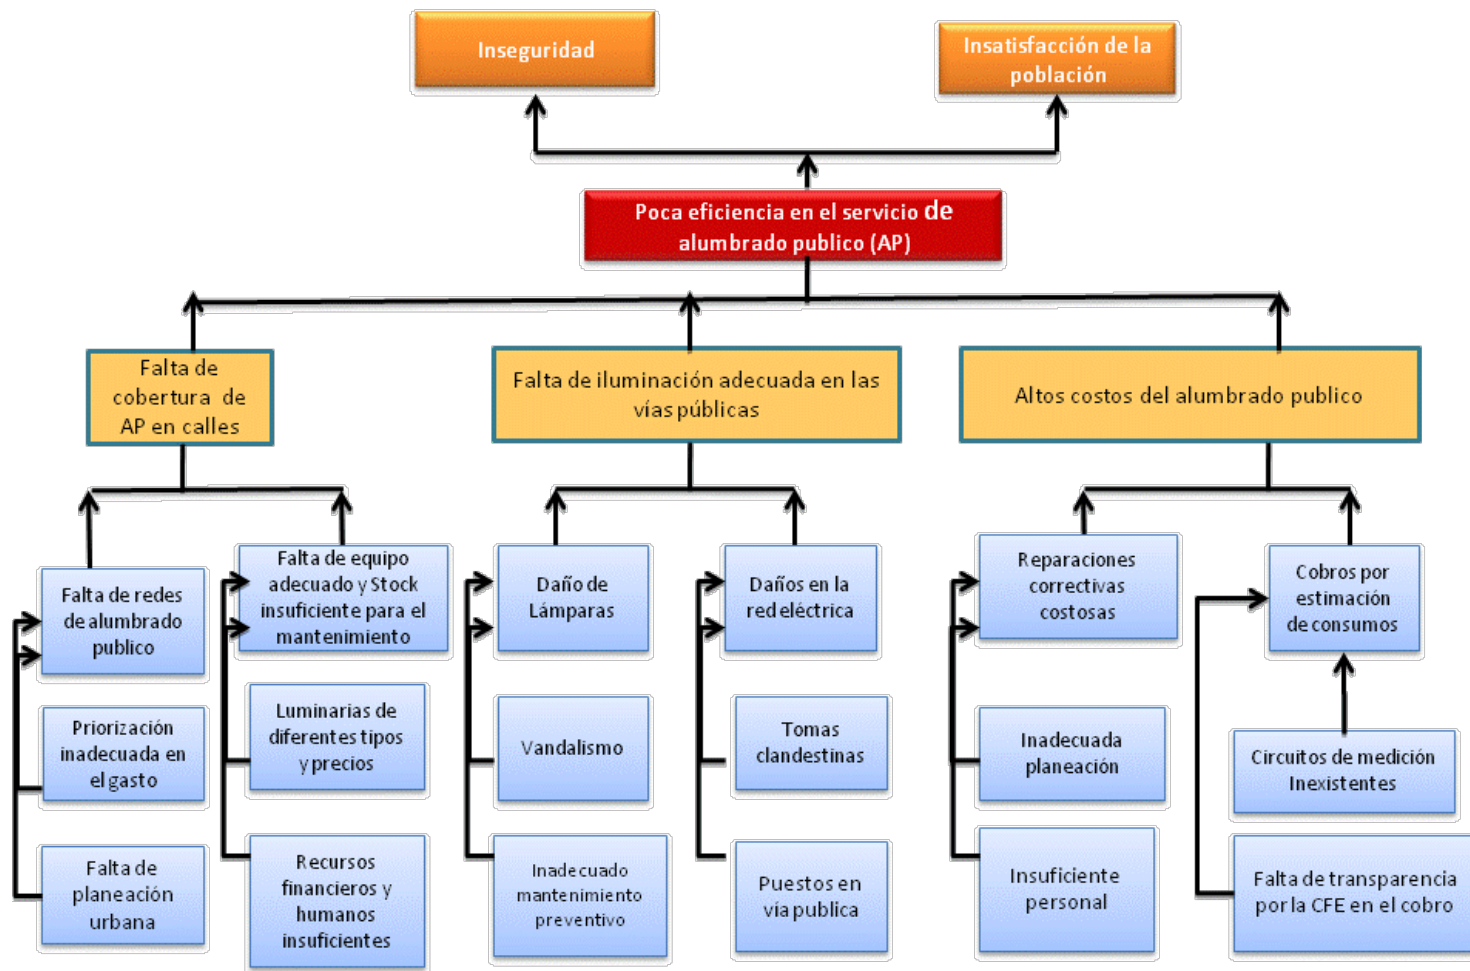 Inseguridad
Insatisfacción de la
población
Poca eficiencia en el servicio de
alumbrado publico (AP)
Falta de
cobertura de
AP en calles
Falta de iluminación adecuada en las
vías públicas
Altos costos del alumbrado publico
Falta de redes
de alumbrado
publico
Falta de equipo
adecuado y Stock
insuficiente para el
mantenimiento
Daño de
Lámparas
Daños en la
red eléctrica
Reparaciones
correctivas
costosas
Cobros por
estimación
de consumos
Priorización
inadecuada en
el gasto
Luminarias de
diferentes tipos
y precios
Vandalismo
Tomas
clandestinas
Inadecuada
planeación
Circuitos de medición
Inexistentes
Falta de
planeación
urbana
Recursos
financieros y
humanos
insuficientes
Inadecuado
mantenimiento
preventivo
Puestos en
vía publica
Insuficiente
personal
Falta de transparencia
por la CFE en el cobro